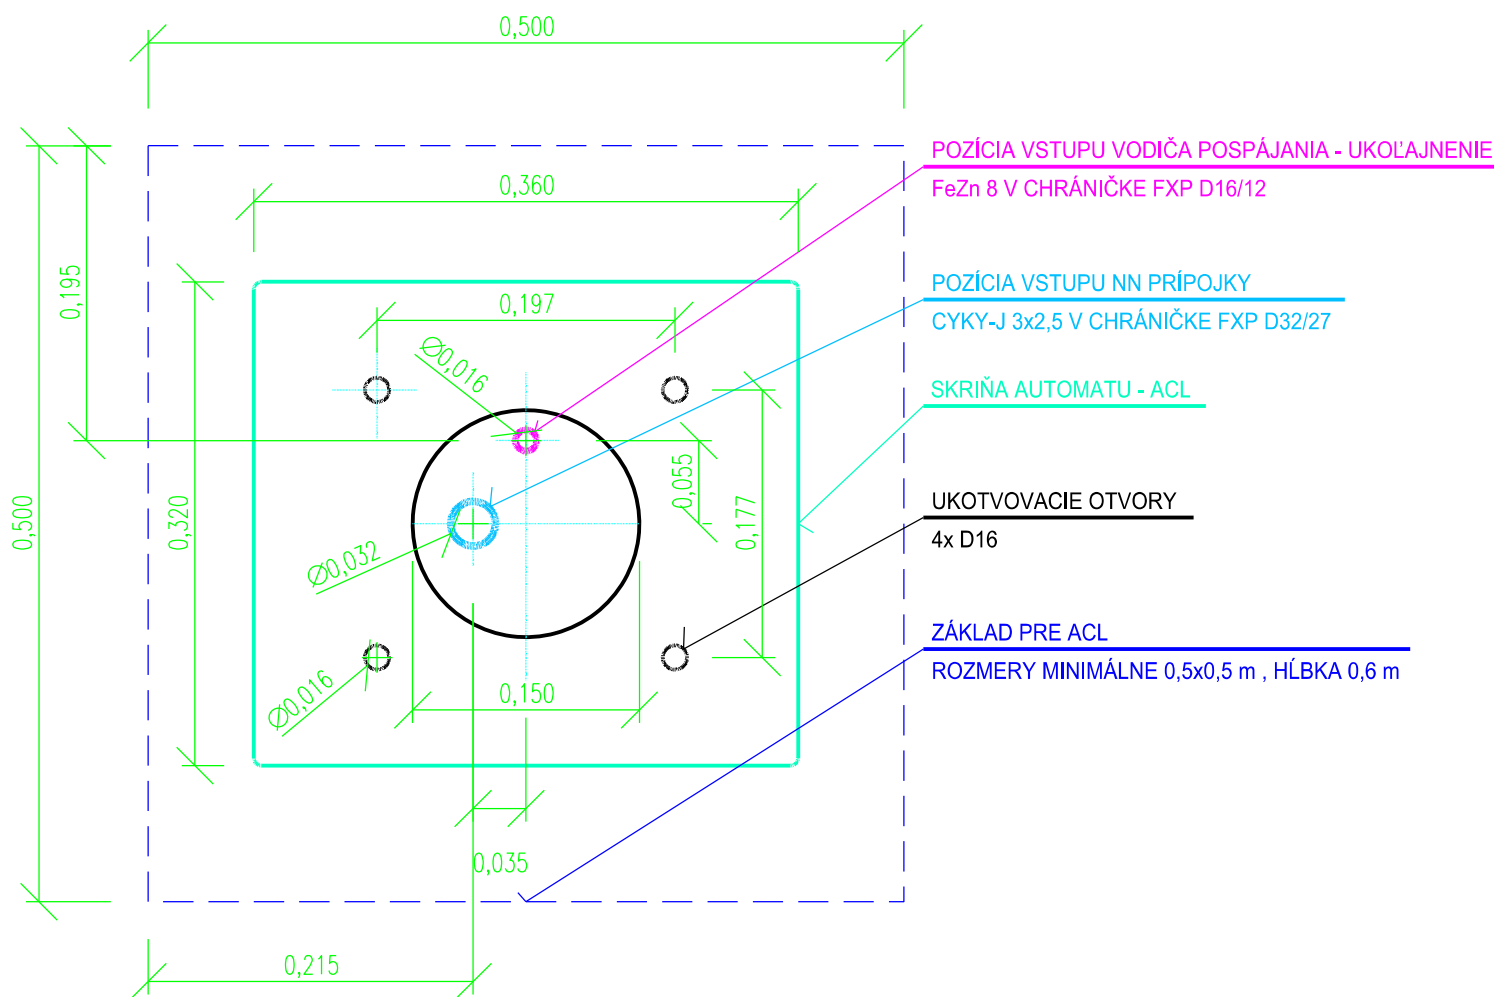 0,500
POZÍCIA VSTUPU VODIČA POSPÁJANIA - UKOĽAJNENIE
FeZn 8 V CHRÁNIČKE FXP D16/12
0,360
0,195
POZÍCIA VSTUPU NN PRÍPOJKY
CYKY-J 3x2,5 V CHRÁNIČKE FXP D32/27
0,197
Ø0,016
SKRIŇA AUTOMATU - ACL
0,055
0,500
0,320
0,177
UKOTVOVACIE OTVORY
4x D16
Ø0,032
ZÁKLAD PRE ACL
ROZMERY MINIMÁLNE 0,5x0,5 m , HĹBKA 0,6 m
Ø0,016
0,150
0,035
0,215